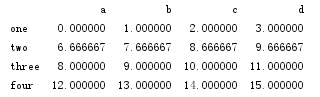 a b c d
one 0.000000 1.000000 2.000000 3.000000
two 6.666667 7.666667 8.666667 9.666667
three 8.000000 9.000000 10.000000 11.000000
four 12.000000 13.000000 14.000000 15.000000